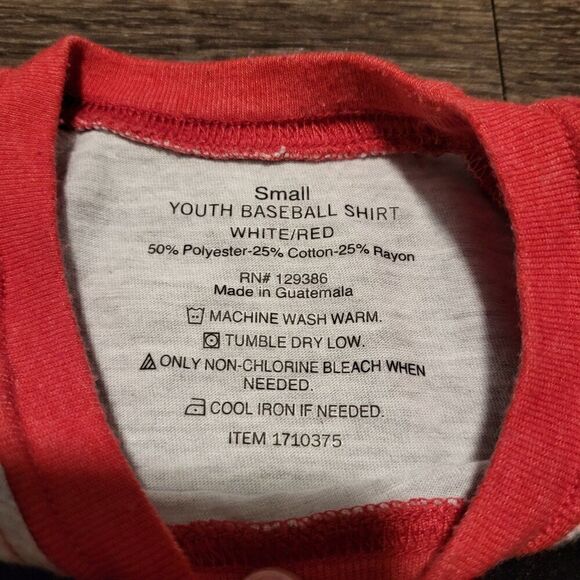 Small
YOUTH BASEBALL SHIRT
WHITE/RED
50% Polyester-25% Cotton-25% Rayon
RN# 129386
Made in Guatemala
MACHINE WASH WARM.
TUMBLE DRY LOW.
ONLY NON-CHLORINE BLEACH WHEN
NEEDED.
COOL IRON IF NEEDED.
ITEM 1710375